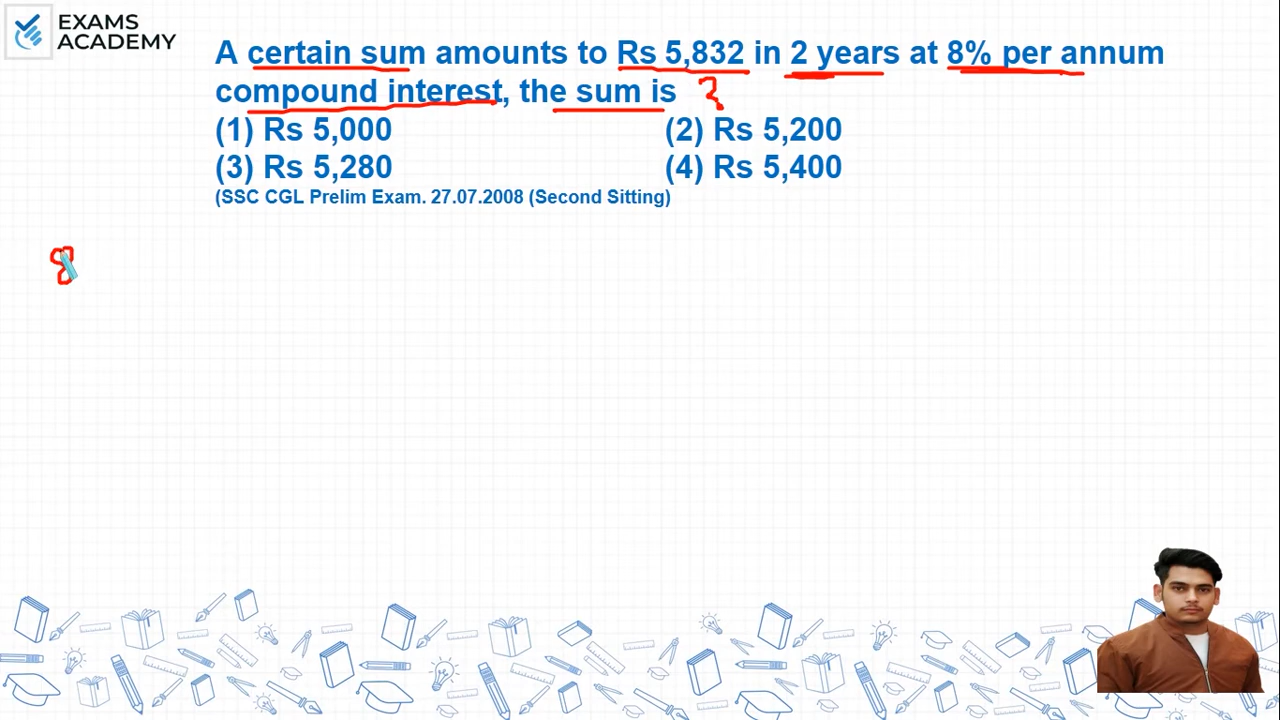 EXAMS
ACADEMY
A certain sum amounts to Rs 5,832 in 2 years at 8% per annum
compound interest, the sum is ?
(1) Rs 5,000 (2) Rs 5,200
(3) Rs 5,280 (4) Rs 5,400
(SSC CGL Prelim Exam. 27.07.2008 (Second Sitting)
8